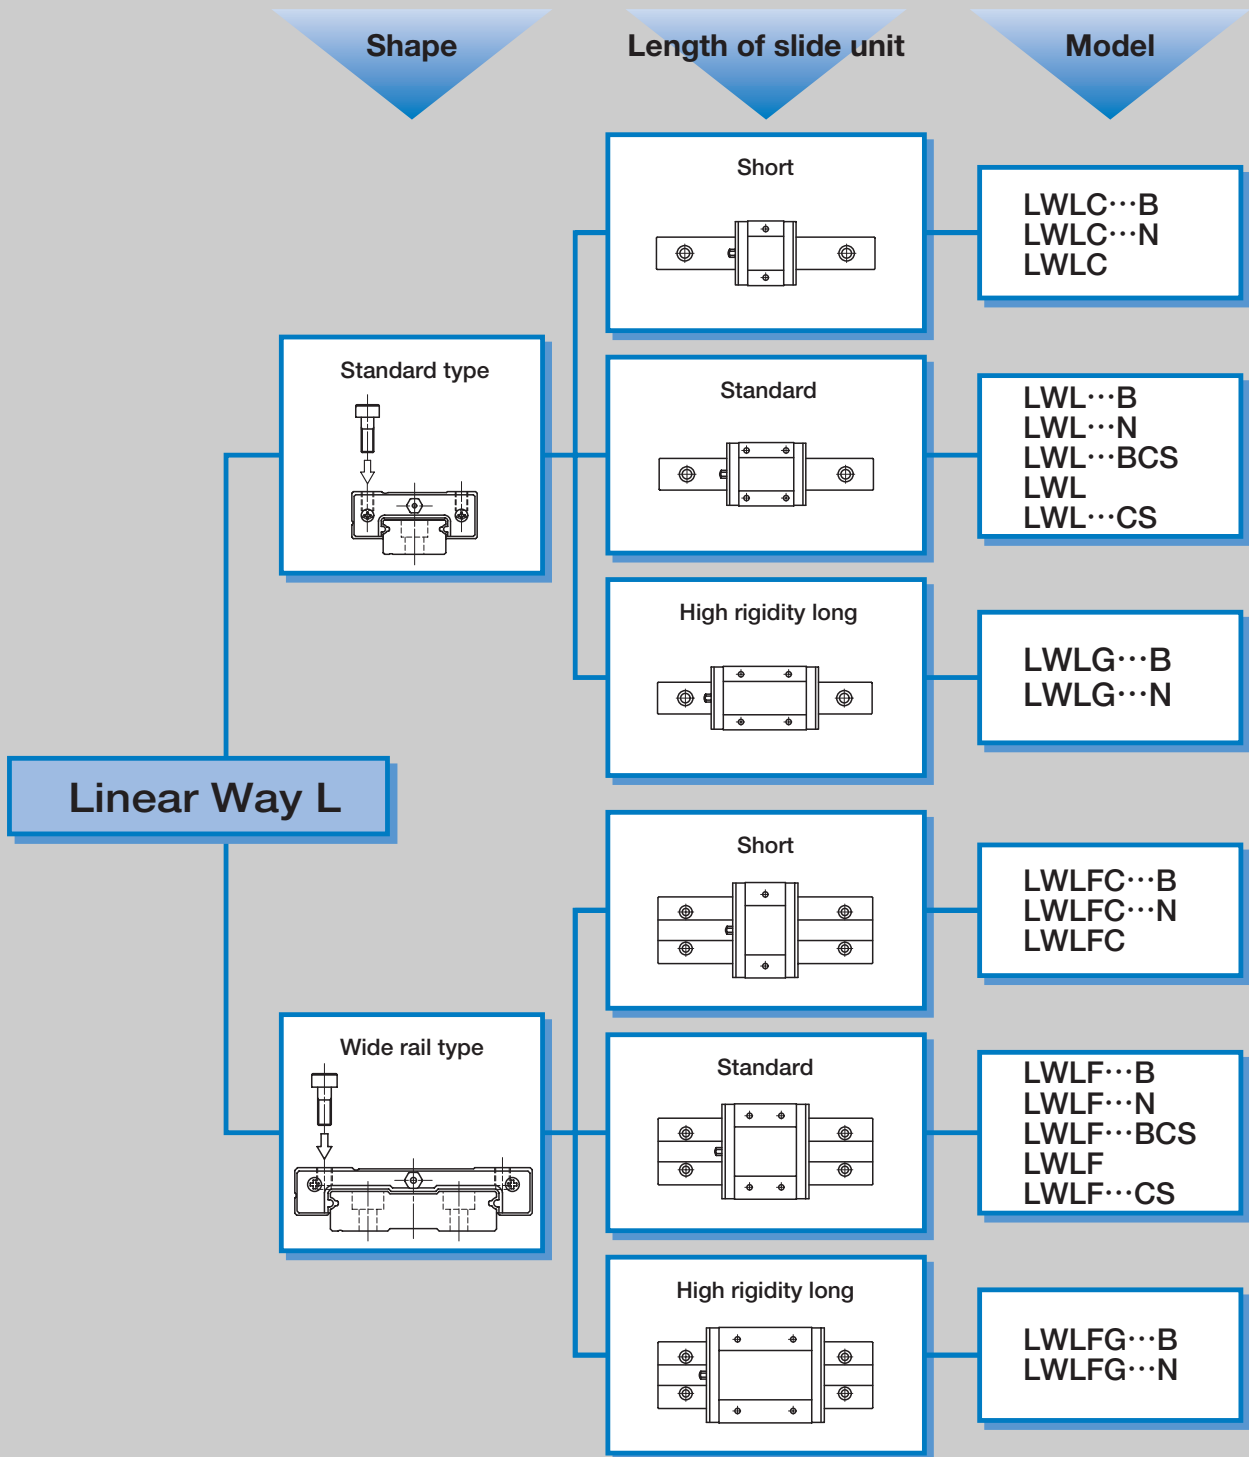 Shape
Length of slide unit
Model
Short
LWLC···B
LWLC···N
LWLC
Standard type
Standard
LWL···B
LWL···N
LWL···BCS
LWL
LWL···CS
High rigidity long
LWLG···B
LWLG···N
Linear Way L
Short
LWLFC···B
LWLFC···N
LWLFC
Wide rail type
Standard
LWLF···B
LWLF···N
LWLF···BCS
LWLF
LWLF···CS
High rigidity long
LWLFG···B
LWLFG···N